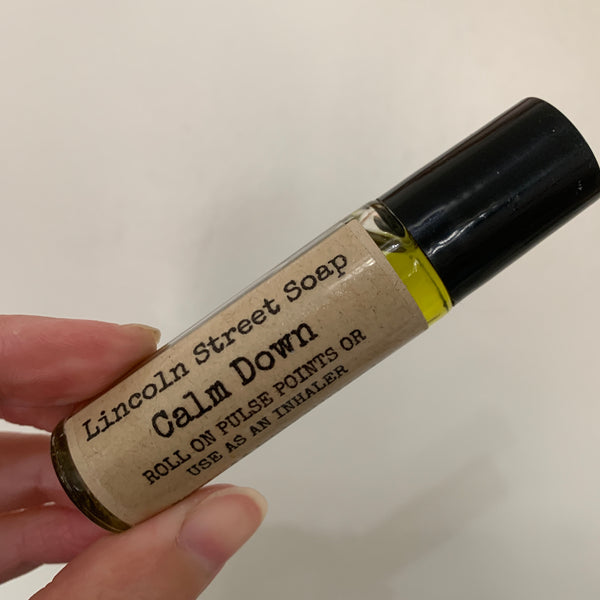 Lincoln Street Soap
Calm Down
ROLL ON PULSE POINTS OR
USE AS AN INHALER